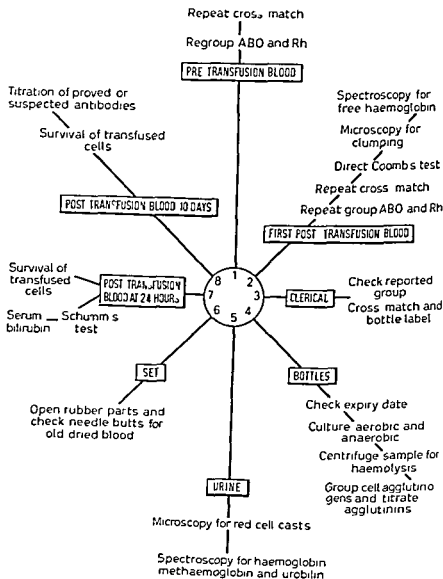 Repeat cross match
Regroup ABO and Rh
PRE TRANSFUSION BLOOD
Titration of proved or
suspected antibodies
Survival of transfused
cells
POST TRANSFUSION BLOOD 10 DAYS
Spectroscopy for
free haemoglobin
Microscopy for
clumping
Direct Coombs test
Repeat cross match
Repeat group ABO and Rh
FIRST POST TRANSFUSION BLOOD
8 1 2
7 3
6 5 4
Survival of
transfused
cells
Serum
bilirubin
Schumm s
test
POST TRANSFUSION
BLOOD AT 24 HOURS
CLERICAL
Check reported
group
Cross match and
bottle label
SET
Open rubber parts and
check needle butts for
old dried blood
BOTTLES
Check expiry date
Culture aerobic and
anaerobic
Centrifuge sample for
haemolysis
Group cell agglutino
gens and titrate
agglutinins
URINE
Microscopy for red cell casts
Spectroscopy for haemoglobin
methaemoglobin and urobilin